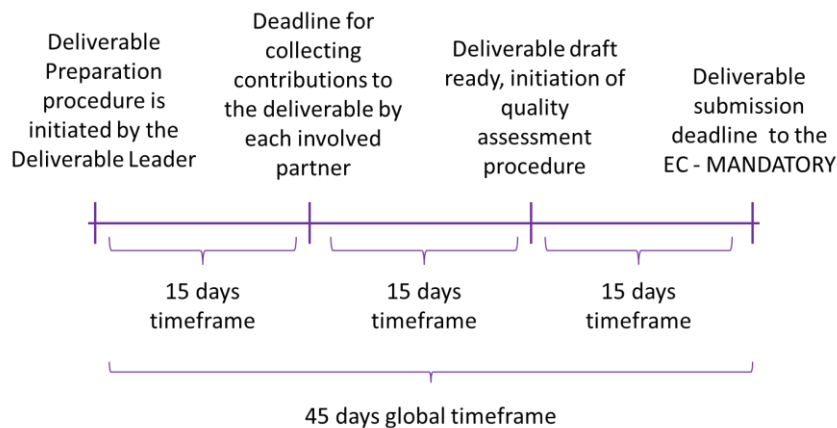 Deliverable
Preparation
procedure is
initiated by the
Deliverable Leader
Deadline for
collecting
contributions to
the deliverable by
each involved
partner
Deliverable draft
ready, initiation of
quality
assessment
procedure
Deliverable
submission
deadline to the
EC - MANDATORY
15 days
timeframe
15 days
timeframe
15 days
timeframe
45 days global timeframe